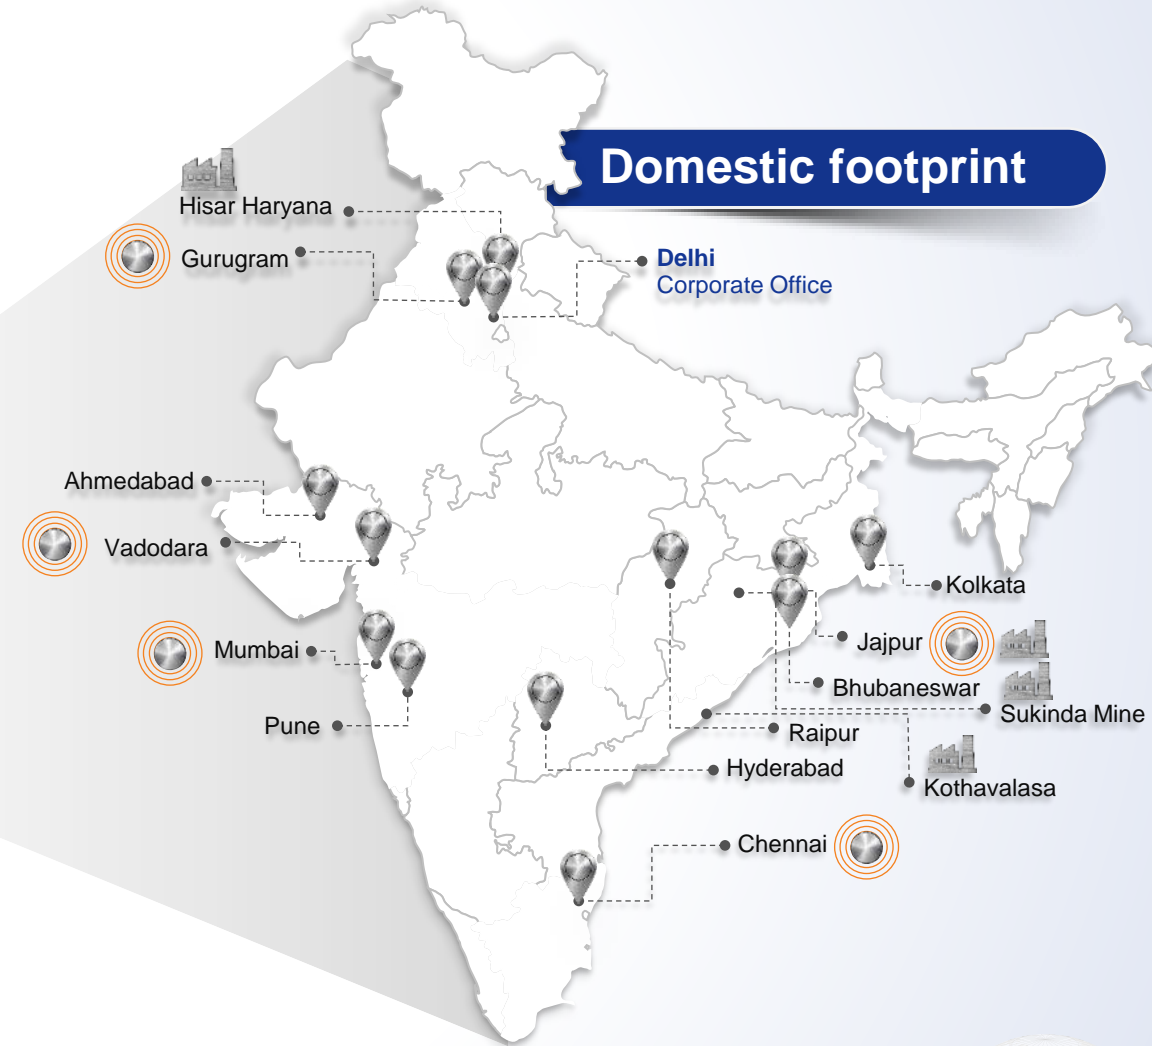 Domestic footprint
Hisar Haryana
Gurugram
Delhi
Corporate Office
Ahmedabad
Vadodara
Kolkata
Mumbai
Jajpur
Bhubaneswar
Sukinda Mine
Pune
Raipur
Hyderabad
Kothavalasa
Chennai